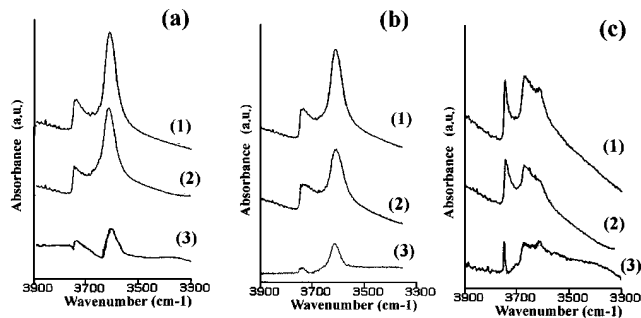 (a)
(1)
(2)
(3)
Absorbance (a,u.)
3900 3700 3500 3300
Wavenumber (cm-1)
(b)
(1)
(2)
(3)
Absorbance (a,u.)
3900 3700 3500 3300
Wavenumber (cm-1)
(c)
(1)
(2)
(3)
Absorbance (a,u.)
3900 3700 3500 3300
Wavenumber (cm-1)